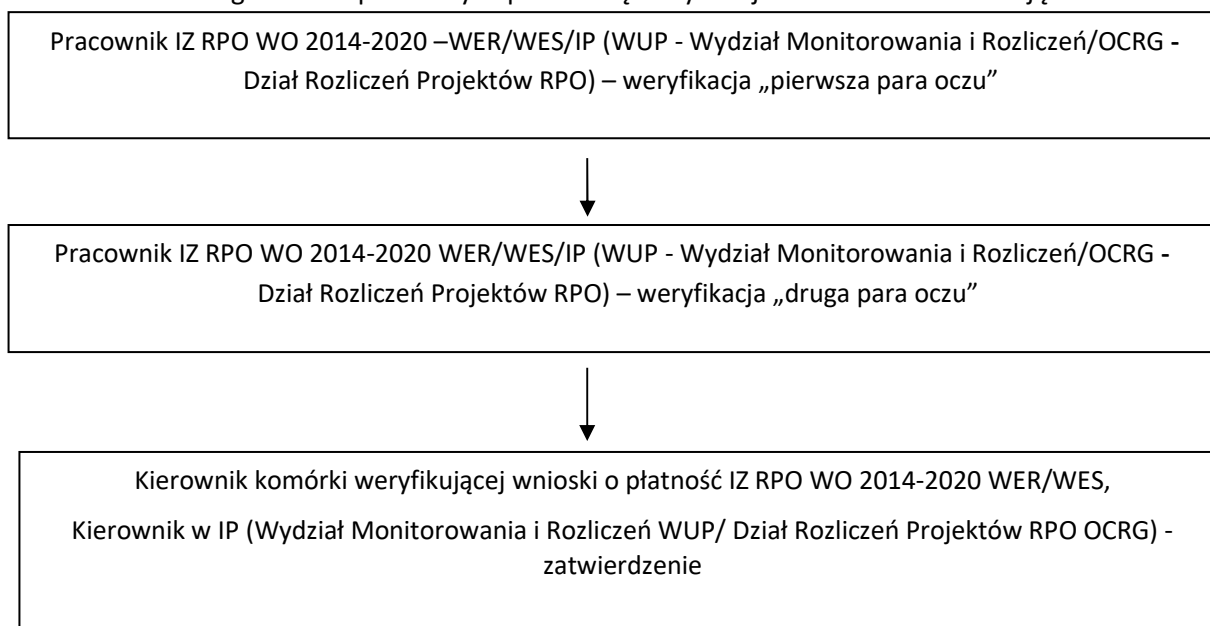 Pracownik IZ RPO WO 2014-2020 –WER/WES/IP (WUP - Wydział Monitorowania i Rozliczeń/OCRG -
Dział Rozliczeń Projektów RPO) – weryfikacja „pierwsza para oczu”
Pracownik IZ RPO WO 2014-2020 WER/WES/IP (WUP - Wydział Monitorowania i Rozliczeń/OCRG -
Dział Rozliczeń Projektów RPO) – weryfikacja „druga para oczu”
Kierownik komórki weryfikującej wnioski o płatność IZ RPO WO 2014-2020 WER/WES,
Kierownik w IP (Wydział Monitorowania i Rozliczeń WUP/ Dział Rozliczeń Projektów RPO OCRG) -
zatwierdzenie